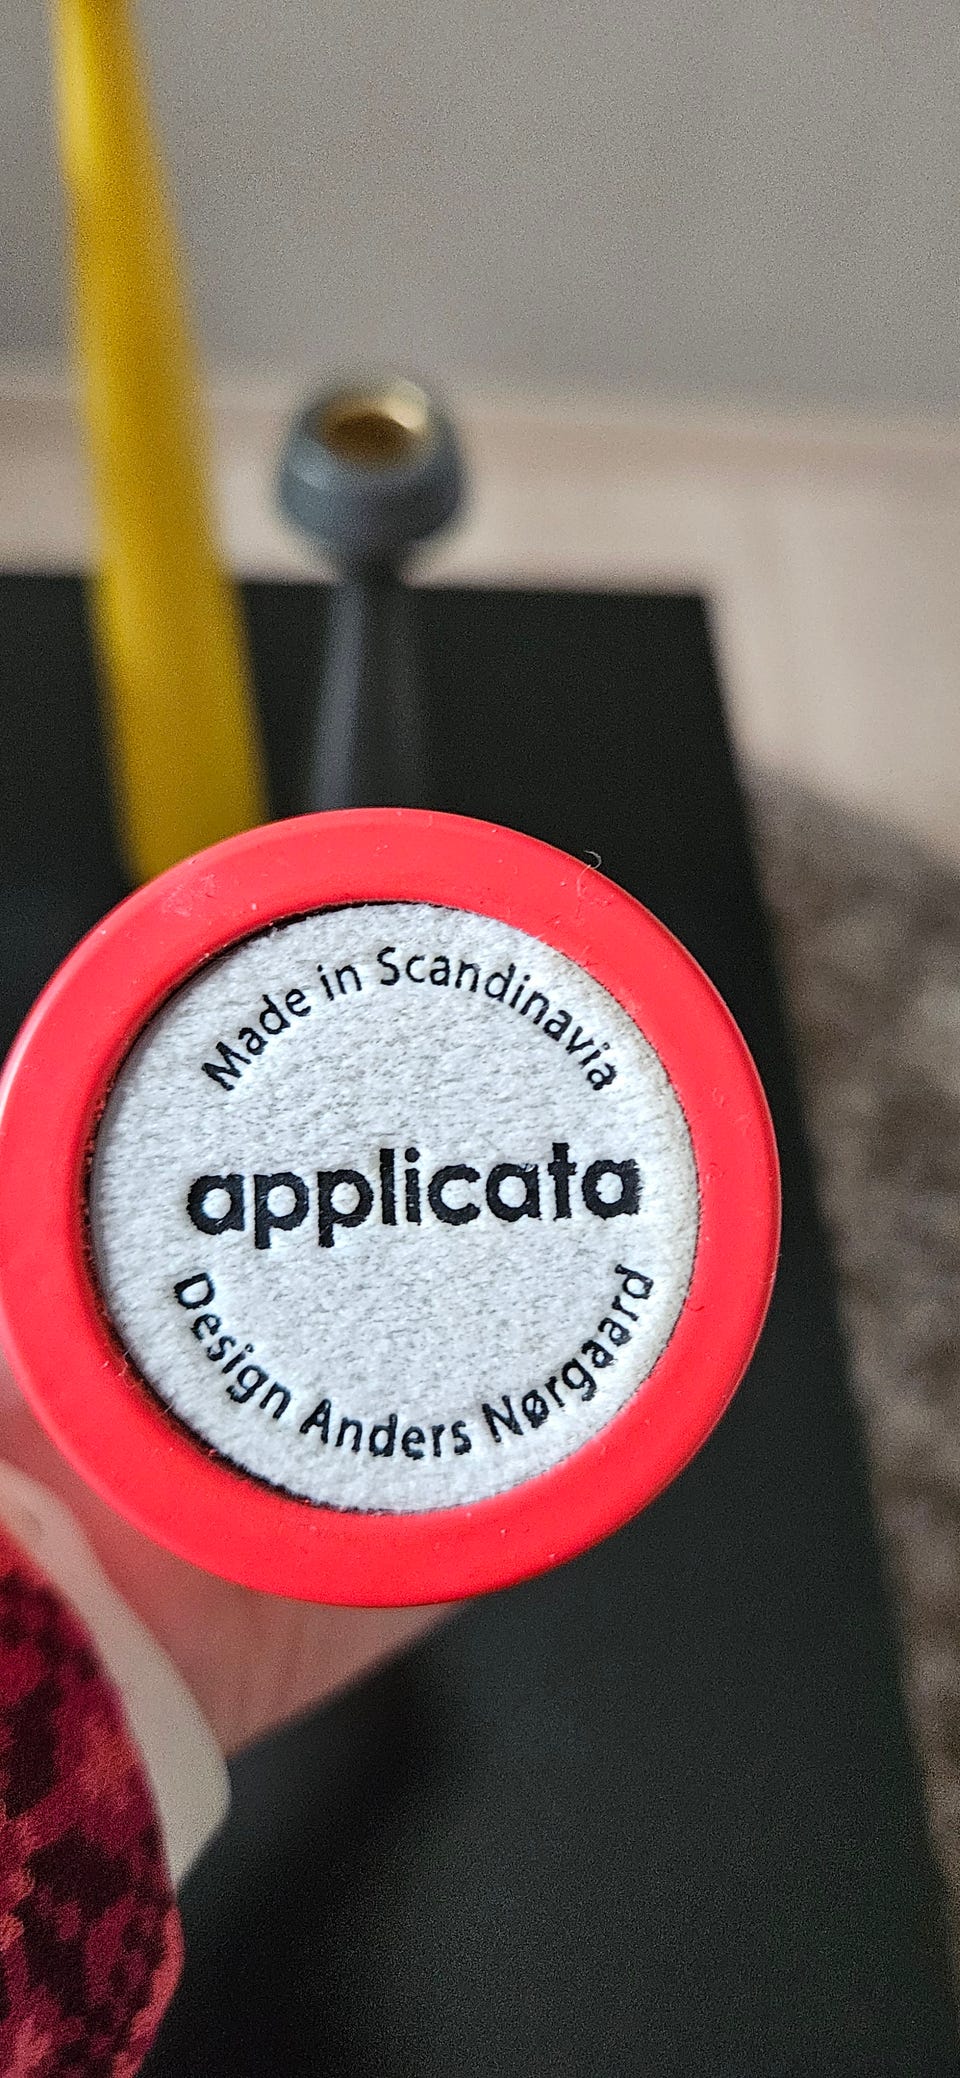 Made in Scandinavia
applicata
Design Anders Nørgaard